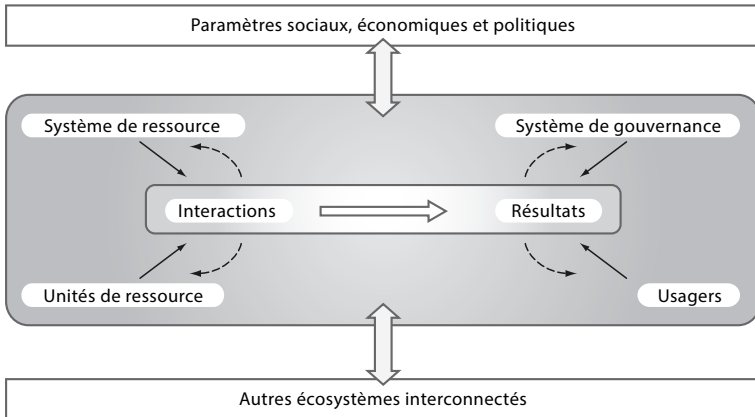 Paramètres sociaux, économiques et politiques
Système de ressource
Système de gouvernance
Interactions
Résultats
Unités de ressource
Usagers
Autres écosystèmes interconnectés